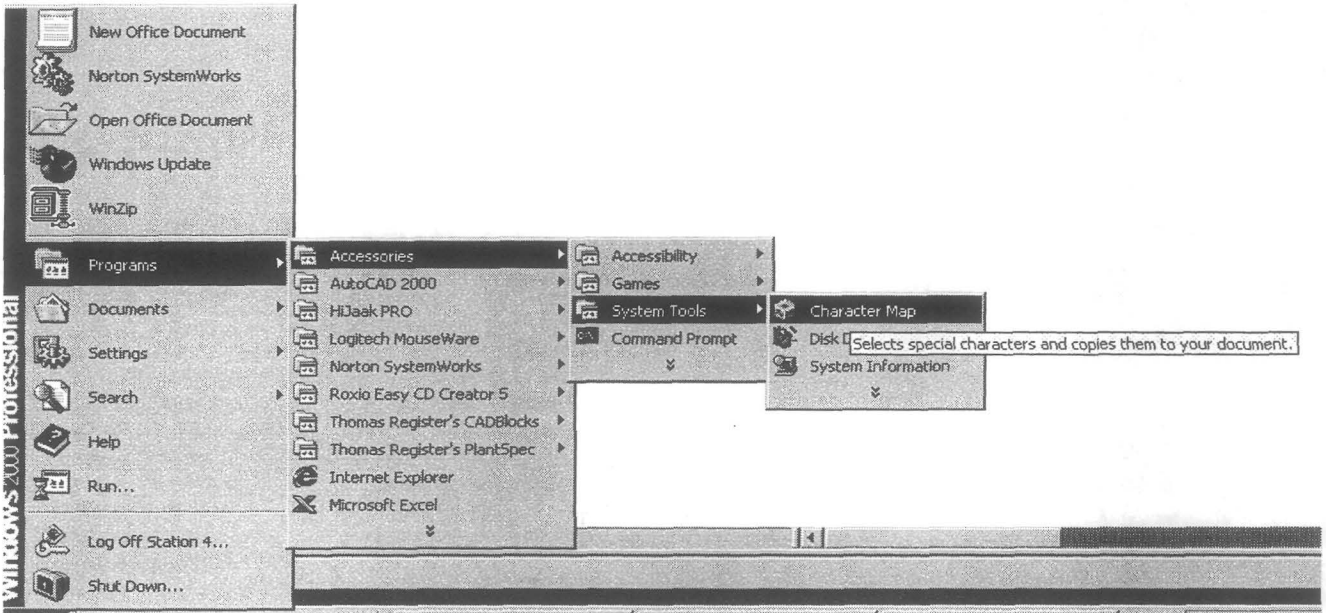 New Office Document
Norton SystemWorks
Open Office Document
Windows Update
WinZip
Programs
Documents
Settings
Search
Help
Run...
Log Off Station 4...
Shut Down...
Windows 2000 Professional
Accessories
AutoCAD 2000
HiJaak PRO
Logitech MouseWare
Norton SystemWorks
Roxio Easy CD Creator 5
Thomas Register's CADBlocks
Thomas Register's PlantSpec
Internet Explorer
Microsoft Excel
Accessibility
Games
System Tools
Command Prompt
Character Map
Disk D
Selects special characters and copies them to your document.
System Information